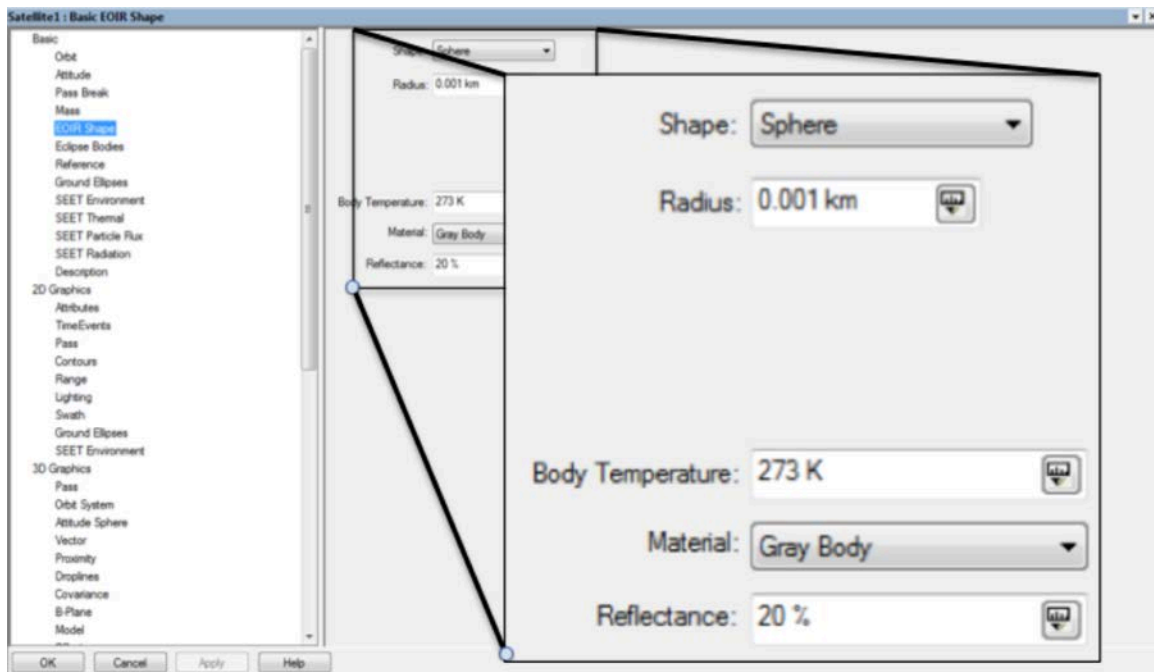 Satellite1 : Basic EOIR Shape
Basic
Orbit
Attitude
Pass Break
Mass
EOIR Shape
Eclipse Bodies
Reference
Ground Ellipses
SEET Environment
SEET Thermal
SEET Particle Flux
SEET Radiation
Description
2D Graphics
Attributes
TimeEvents
Pass
Contours
Range
Lighting
Swath
Ground Ellipses
SEET Environment
3D Graphics
Pass
Orbit System
Attitude Sphere
Vector
Proximity
Droplines
Covariance
B-Plane
Model
Shape: Sphere
Radius: 0.001 km
Body Temperature: 273 K
Material: Gray Body
Reflectance: 20 %
Shape: Sphere
Radius: 0.001 km
Body Temperature: 273 K
Material: Gray Body
Reflectance: 20 %
OK Cancel Apply Help